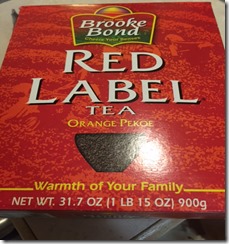 Brooke
Bond
RED
LABEL
TEA
ORANGE PEKOE
Warmth of Your Family
NET WT. 31.7 OZ (1 LB 15 OZ) 900g